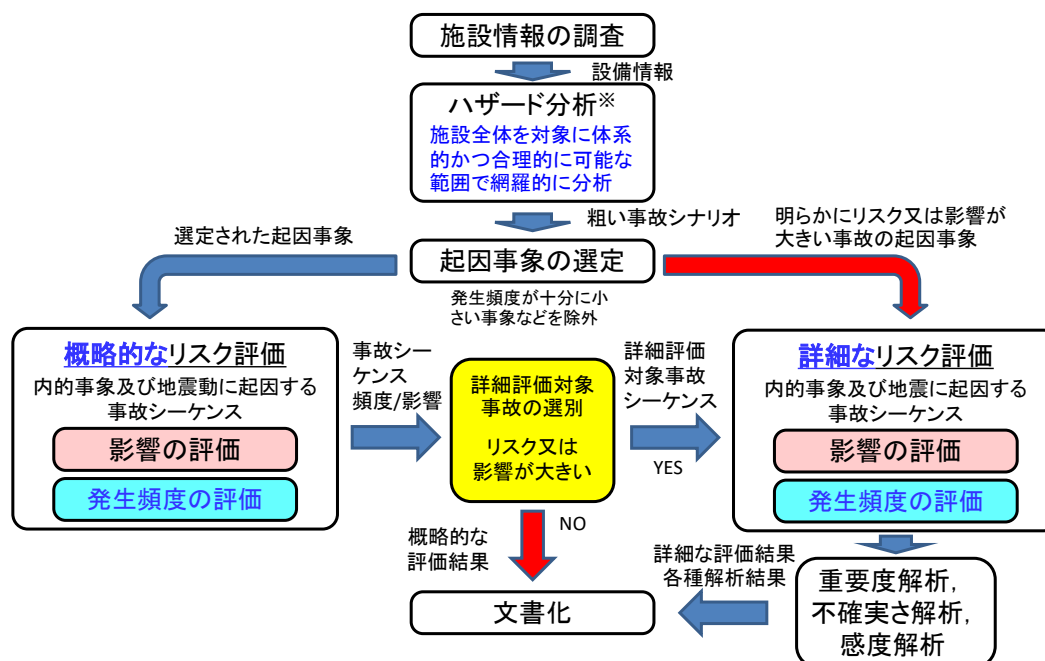 施設情報の調査
設備情報
ハザード分析※
施設全体を対象に体系
的かつ合理的に可能な
範囲で網羅的に分析
粗い事故シナリオ
明らかにリスク又は影響が
大きい事故の起因事象
選定された起因事象
起因事象の選定
発生頻度が十分に小
さい事象などを除外
概略的なリスク評価
内的事象及び地震動に起因する
事故シーケンス
影響の評価
発生頻度の評価
事故シー
ケンス
頻度/影響
詳細評価対象
事故の選別
リスク又は
影響が大きい
詳細評価
対象事故
シーケンス
YES
詳細なリスク評価
内的事象及び地震に起因する
事故シーケンス
影響の評価
発生頻度の評価
NO
概略的な
評価結果
詳細な評価結果
各種解析結果
文書化
重要度解析,
不確実さ解析,
感度解析